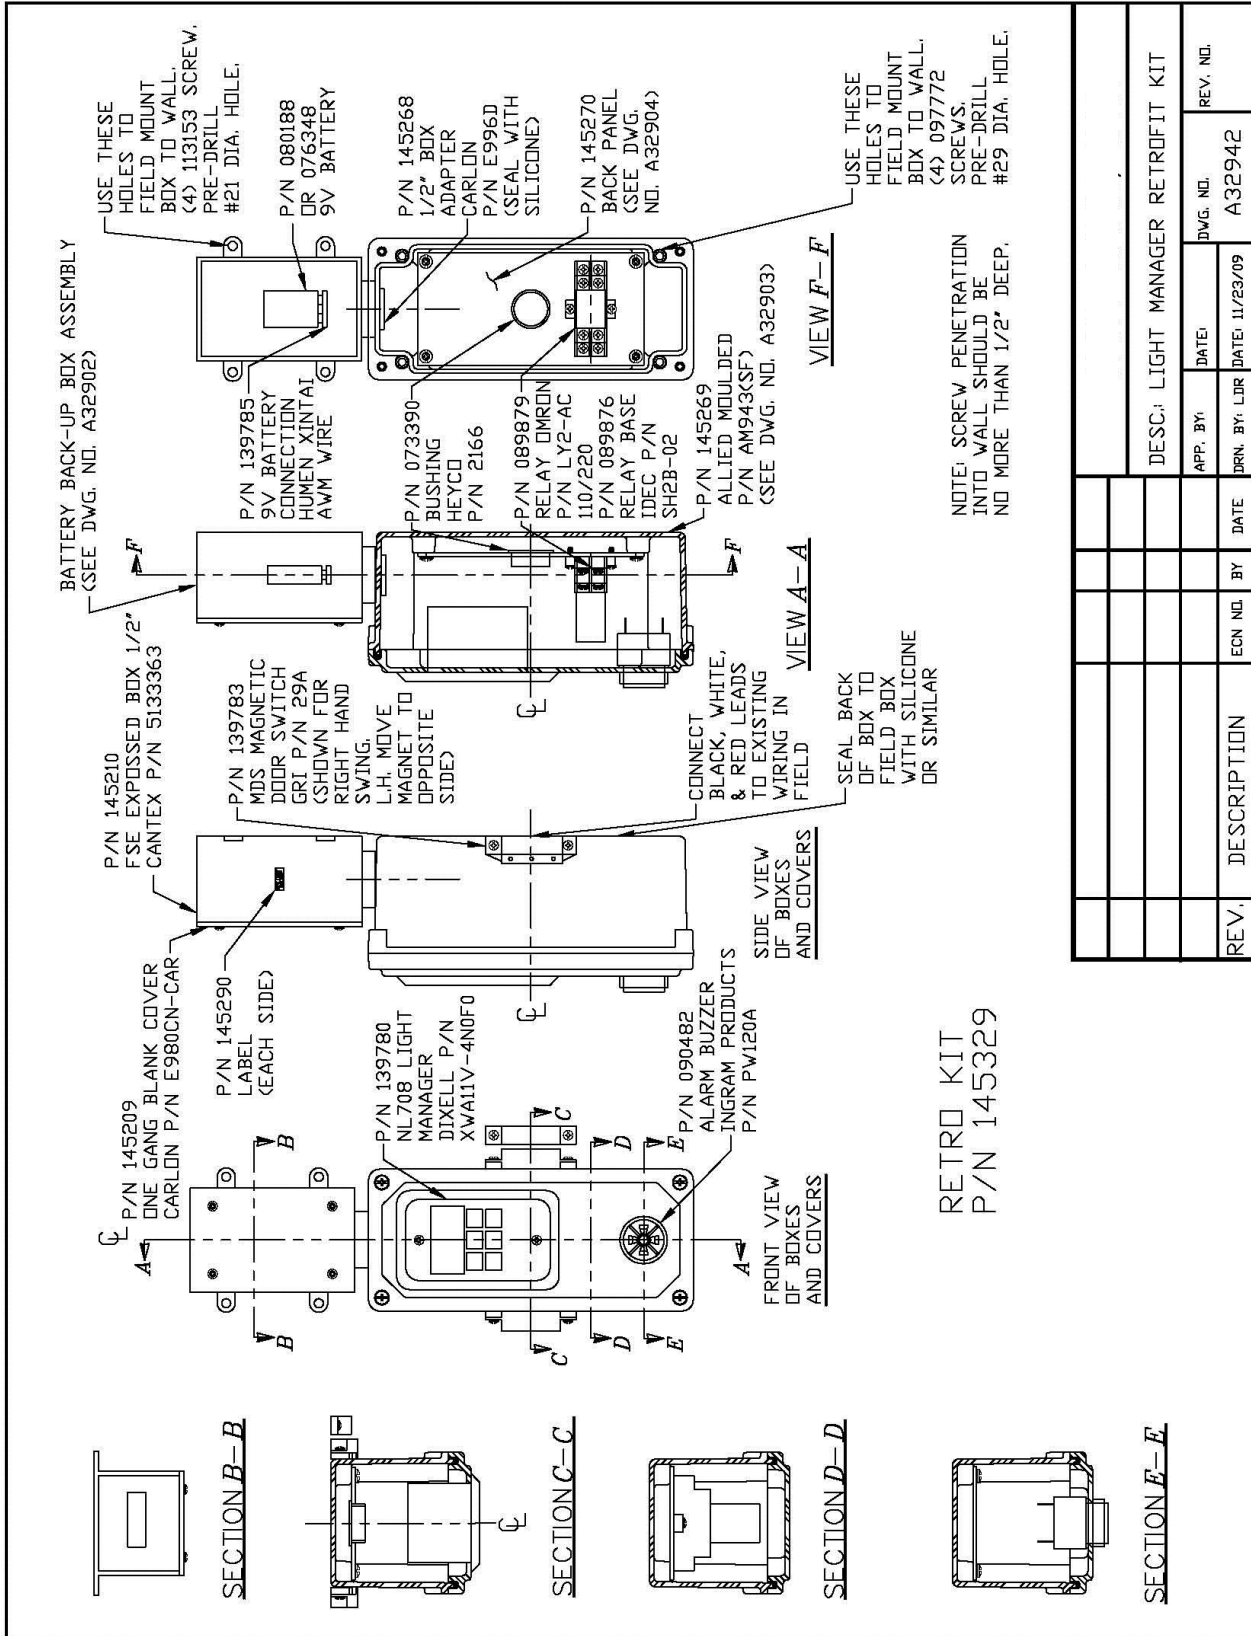 BATTERY BACK-UP BOX ASSEMBLY
(SEE DWG. NO. A32902)
P/N 145210
FSE EXPOSSED BOX 1/2"
CANTEX P/N 5133363
P/N 145209
ONE GANG BLANK COVER
CARLON P/N E980CN-CAR
P/N 145290
LABEL
(EACH SIDE)
P/N 139780
NL708 LIGHT
MANAGER
DIXELL P/N
XWA11V-4N0F0
P/N 090482
ALARM BUZZER
INGRAM PRODUCTS
P/N PW120A
P/N 139783
MDS MAGNETIC
DOOR SWITCH
GRI P/N 29A
(SHOWN FOR
RIGHT HAND
SWING.
L.H. MOVE
MAGNET TO
OPPOSITE
SIDE)
CONNECT
BLACK, WHITE,
& RED LEADS
TO EXISTING
WIRING IN
FIELD
SEAL BACK
OF BOX TO
FIELD BOX
WITH SILICONE
OR SIMILAR
P/N 139785
9V BATTERY
CONNECTION
HUMEN XINTAI
AWM WIRE
P/N 073390
BUSHING
HEYCO
P/N 2166
P/N 089879
RELAY OMRON
P/N LY2-AC
110/220
P/N 089876
RELAY BASE
IDEC P/N
SH2B-02
P/N 145269
ALLIED MOULDED
P/N AM943(SF)
(SEE DWG. NO. A32903)
USE THESE
HOLES TO
FIELD MOUNT
BOX TO WALL.
(4) 113153 SCREW.
PRE-DRILL
#21 DIA. HOLE.
P/N 080188
OR 076348
9V BATTERY
P/N 145268
1/2" BOX
ADAPTER
CARLON
P/N E996D
(SEAL WITH
SILICONE)
P/N 145270
BACK PANEL
(SEE DWG.
NO. A32904)
USE THESE
HOLES TO
FIELD MOUNT
BOX TO WALL.
(4) 097772
SCREWS.
PRE-DRILL
#29 DIA. HOLE.
B
B
C
C
D
D
E
E
A
A
F
F
CL
CL
CL
CL
SECTION B-B
SECTION C-C
SECTION D-D
SECTION E-E
FRONT VIEW
OF BOXES
AND COVERS
SIDE VIEW
OF BOXES
AND COVERS
VIEW A-A
VIEW F-F
RETRO KIT
P/N 145329
NOTE: SCREW PENETRATION
INTO WALL SHOULD BE
NO MORE THAN 1/2" DEEP.
DESC.: LIGHT MANAGER RETROFIT KIT
APP. BY: DATE: DWG. NO. REV. NO.
A32942
REV. DESCRIPTION ECN NO. BY DATE DRN. BY: LDR DATE: 11/23/09